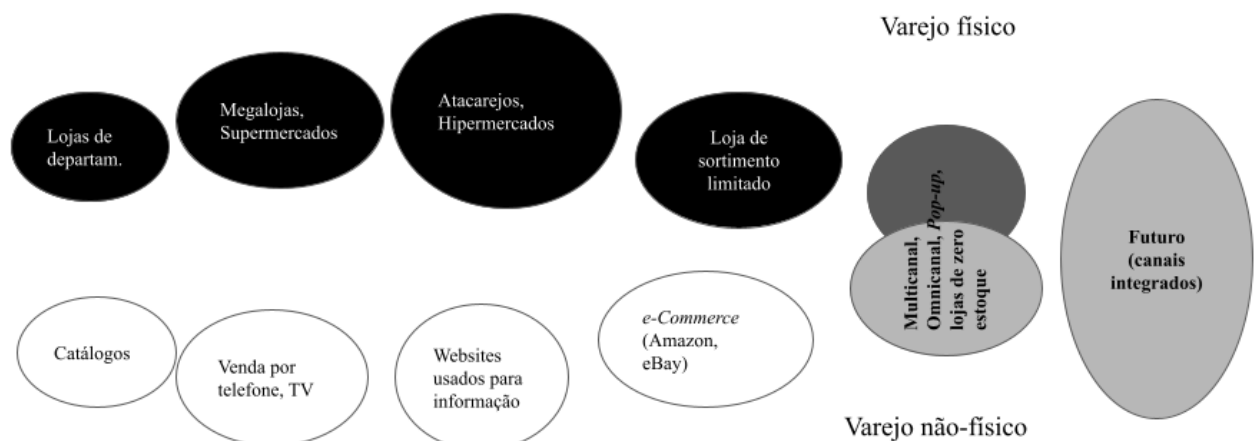 Varejo físico
Lojas de
departam.
Megalojas,
Supermercados
Atacarejos,
Hipermercados
Loja de
sortimento
limitado
Multicanal,
Omnicanal, Pop-up,
lojas de zero
estoque
Futuro
(canais
integrados)
Catálogos
Venda por
telefone, TV
Websites
usados para
informação
e-Commerce
(Amazon,
eBay)
Varejo não-físico